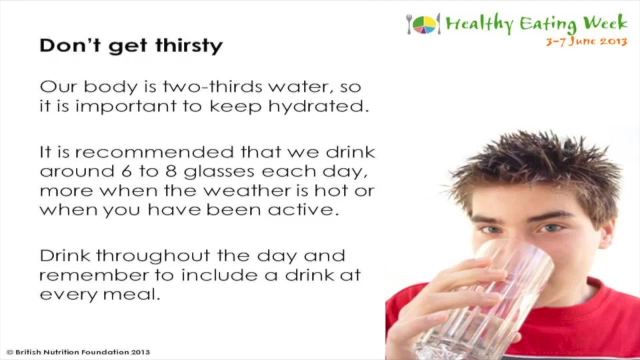 Healthy Eating Week
3-7 June 2013
Don't get thirsty
Our body is two-thirds water, so
it is important to keep hydrated.
It is recommended that we drink
around 6 to 8 glasses each day,
more when the weather is hot or
when you have been active.
Drink throughout the day and
remember to include a drink at
every meal.
© British Nutrition Foundation 2013